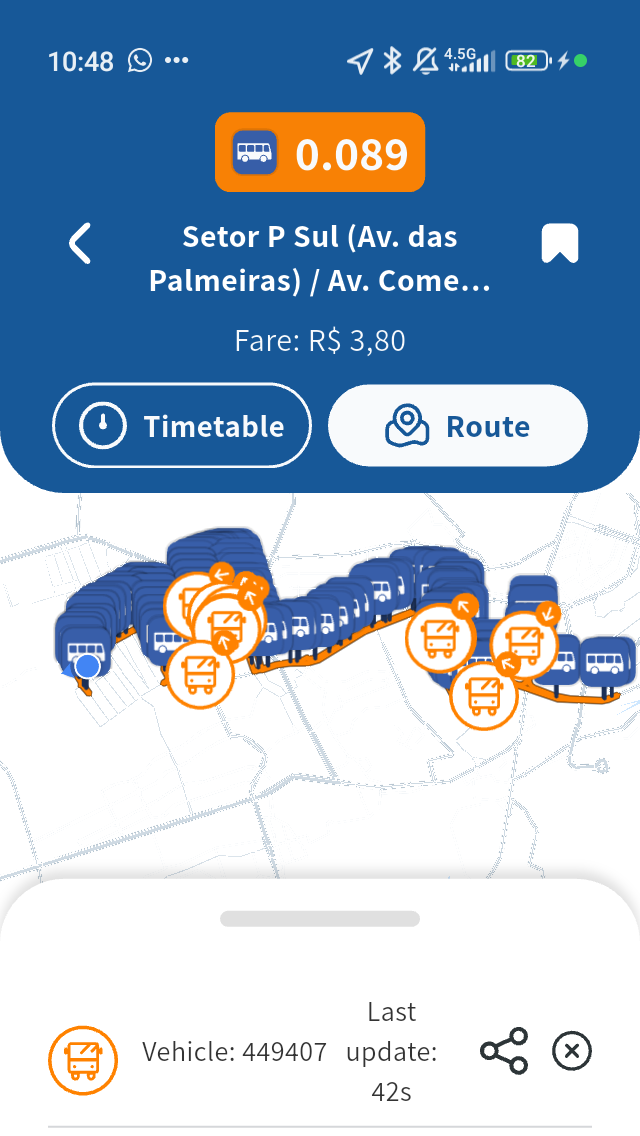 10:48
4.5G
82
0.089
Setor P Sul (Av. das
Palmeiras) / Av. Come...
Fare: R$ 3,80
Timetable
Route
Last
Vehicle: 449407 update:
42s